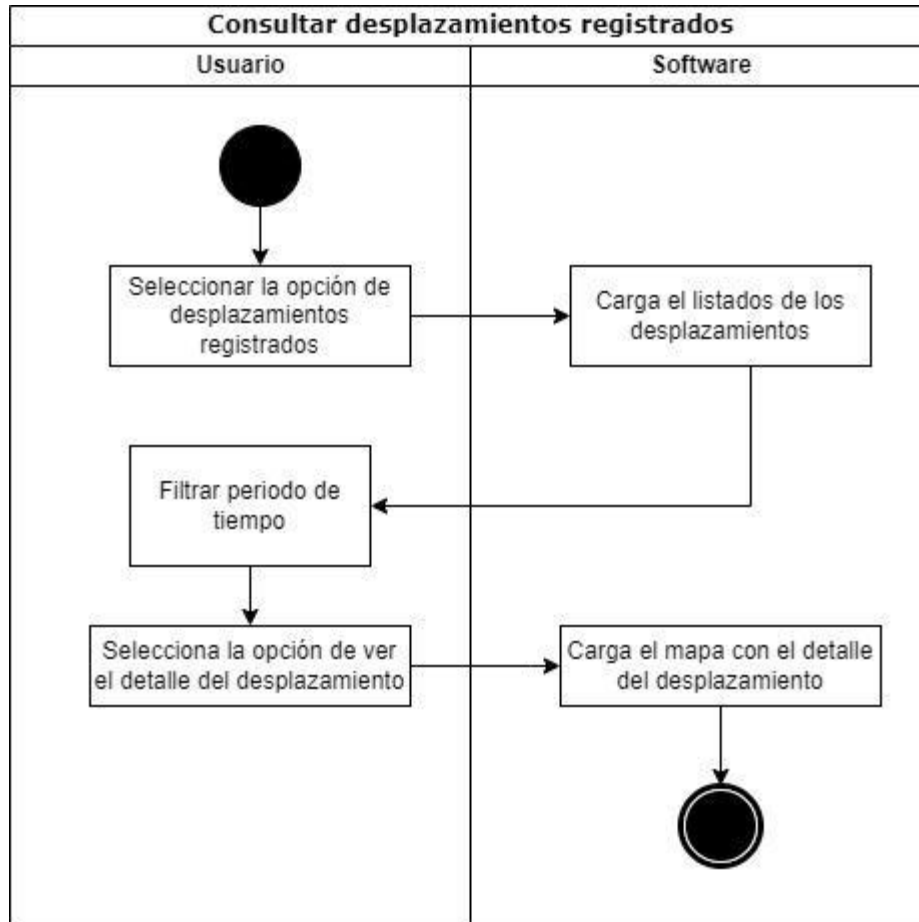 Consultar desplazamientos registrados
Usuario
Software
Seleccionar la opción de
desplazamientos
registrados
Carga el listados de los
desplazamientos
Filtrar periodo de
tiempo
Selecciona la opción de ver
el detalle del desplazamiento
Carga el mapa con el detalle
del desplazamiento